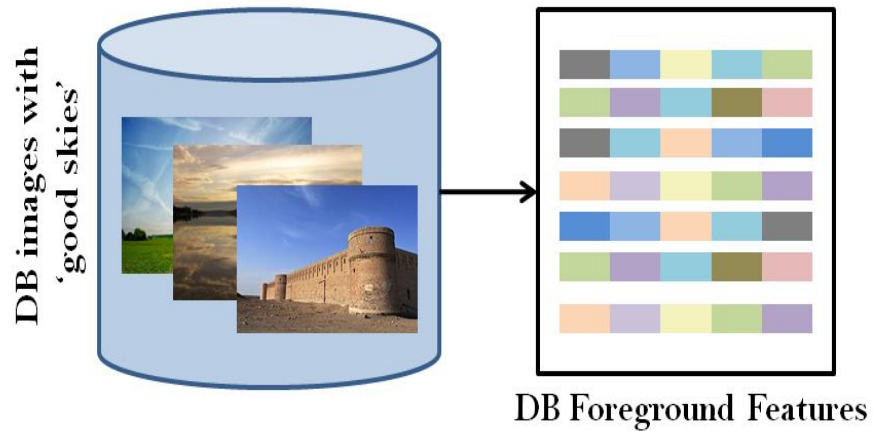 DB images with
‘good skies’
DB Foreground Features